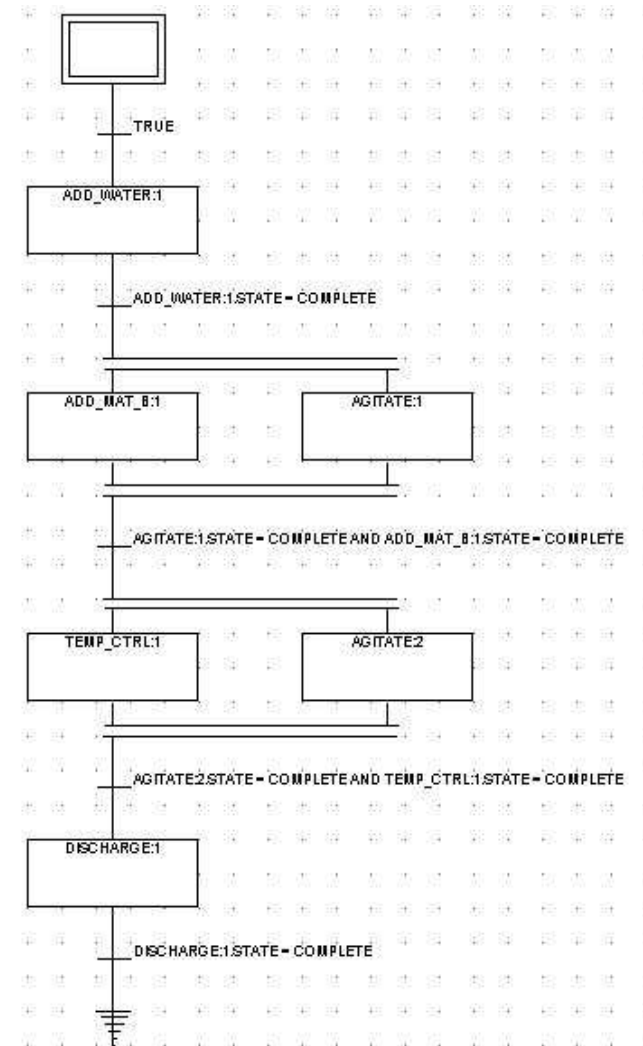 TRUE
ADD_WATER:1
ADD_WATER:1.STATE = COMPLETE
ADD_MAT_B:1
AGITATE:1
AGITATE:1.STATE = COMPLETE AND ADD_MAT_B:1.STATE = COMPLETE
TEMP_CTRL:1
AGITATE:2
AGITATE:2.STATE = COMPLETE AND TEMP_CTRL:1.STATE = COMPLETE
DISCHARGE:1
DISCHARGE:1.STATE = COMPLETE